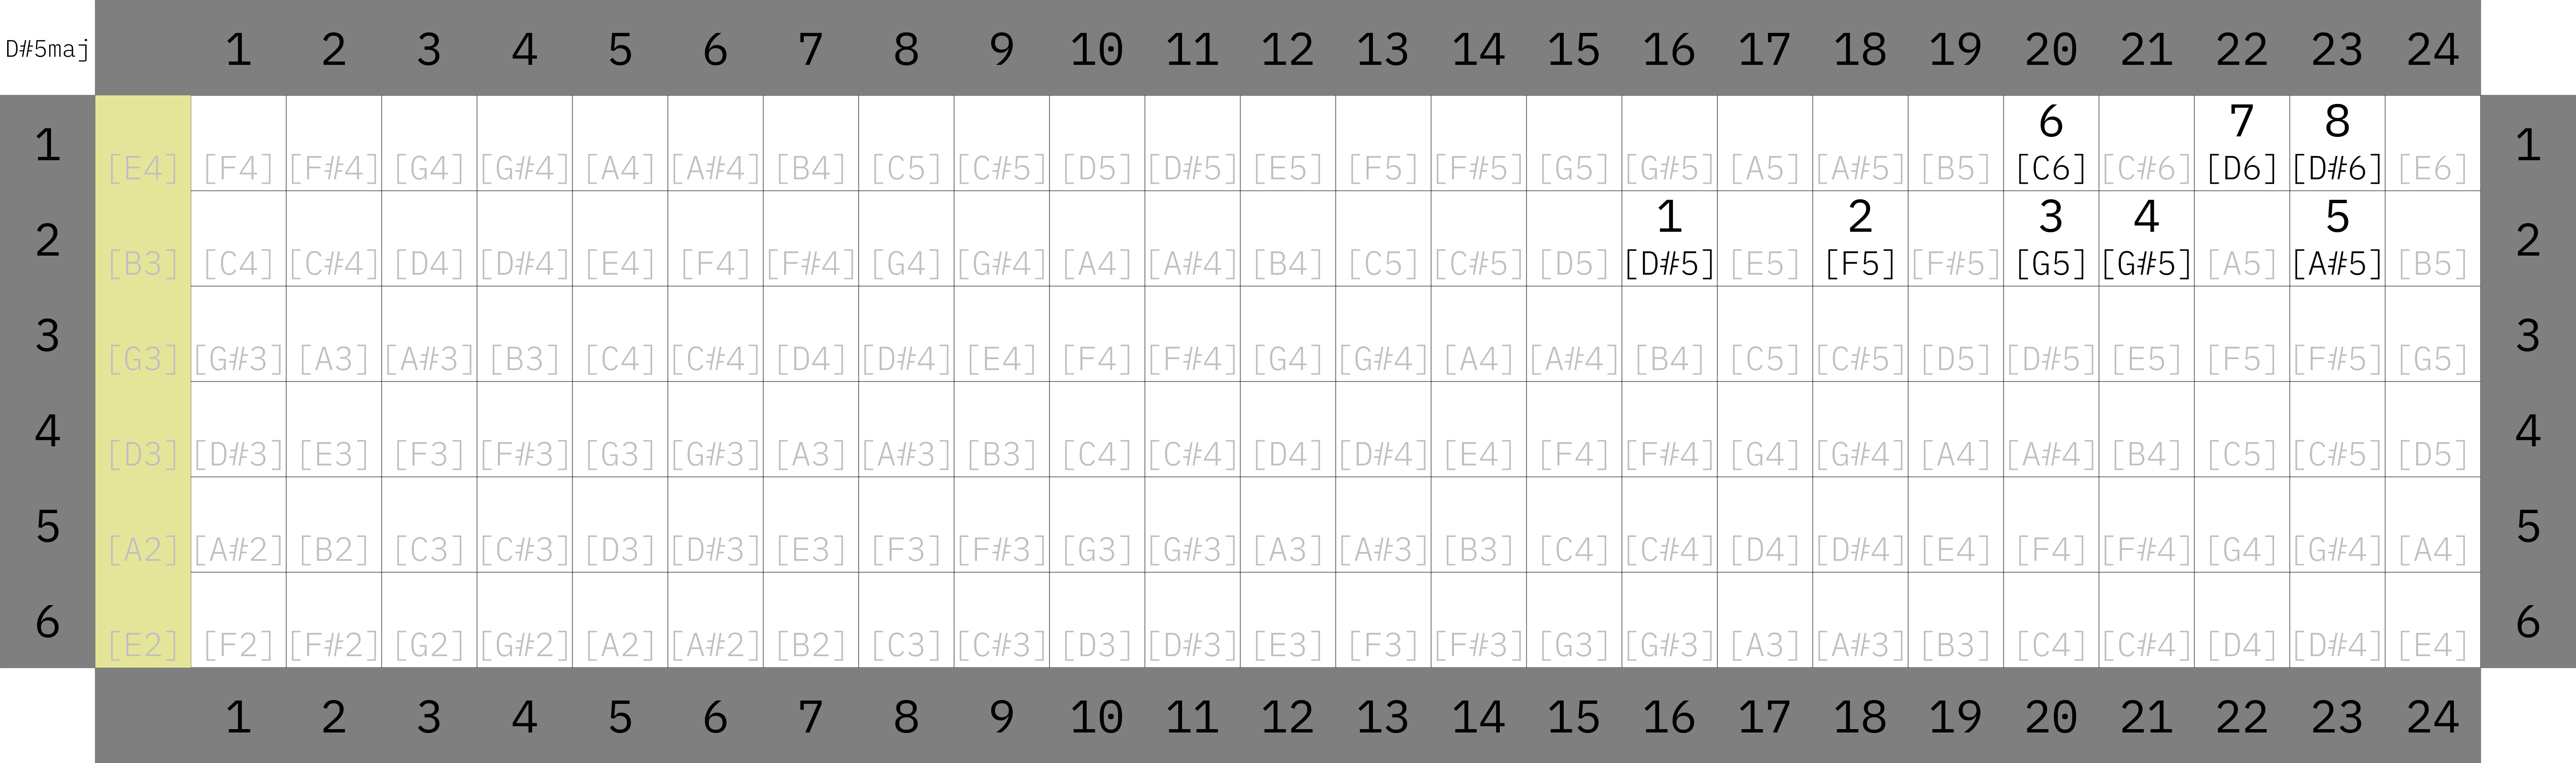 D#5maj 1 2 3 4 5 6 7 8 9 10 11 12 13 14 15 16 17 18 19 20 21 22 23 24
6 7 8
1 [E4] [F4] [F#4] [G4] [G#4] [A4] [A#4] [B4] [C5] [C#5] [D5] [D#5] [E5] [F5] [F#5] [G5] [G#5] [A5] [A#5] [B5] [C6] [C#6] [D6] [D#6] [E6] 1
1 2 3 4 5
2 [B3] [C4] [C#4] [D4] [D#4] [E4] [F4] [F#4] [G4] [G#4] [A4] [A#4] [B4] [C5] [C#5] [D5] [D#5] [E5] [F5] [F#5] [G5] [G#5] [A5] [A#5] [B5] 2
3 [G3] [G#3] [A3] [A#3] [B3] [C4] [C#4] [D4] [D#4] [E4] [F4] [F#4] [G4] [G#4] [A4] [A#4] [B4] [C5] [C#5] [D5] [D#5] [E5] [F5] [F#5] [G5] 3
4 [D3] [D#3] [E3] [F3] [F#3] [G3] [G#3] [A3] [A#3] [B3] [C4] [C#4] [D4] [D#4] [E4] [F4] [F#4] [G4] [G#4] [A4] [A#4] [B4] [C5] [C#5] [D5] 4
5 [A2] [A#2] [B2] [C3] [C#3] [D3] [D#3] [E3] [F3] [F#3] [G3] [G#3] [A3] [A#3] [B3] [C4] [C#4] [D4] [D#4] [E4] [F4] [F#4] [G4] [G#4] [A4] 5
6 [E2] [F2] [F#2] [G2] [G#2] [A2] [A#2] [B2] [C3] [C#3] [D3] [D#3] [E3] [F3] [F#3] [G3] [G#3] [A3] [A#3] [B3] [C4] [C#4] [D4] [D#4] [E4] 6
1 2 3 4 5 6 7 8 9 10 11 12 13 14 15 16 17 18 19 20 21 22 23 24